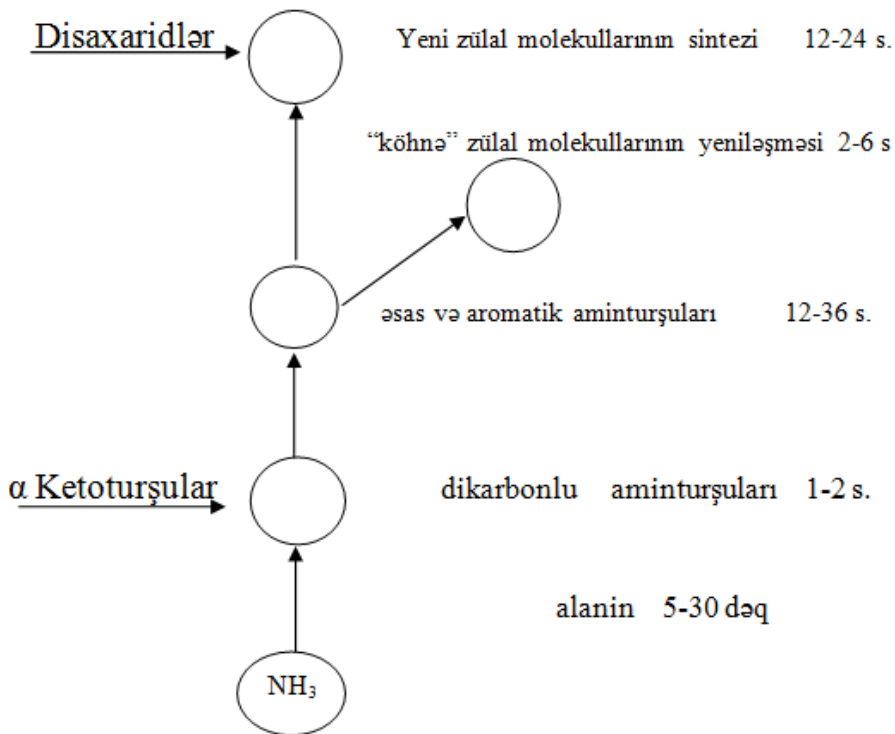 Disaxaridlər
Yeni zülal molekullarının sintezi 12-24 s.
“köhnə” zülal molekullarının yeniləşməsi 2-6 s
əsas və aromatik aminturşuları 12-36 s.
α Ketoturşular
dikarbonlu aminturşuları 1-2 s.
alanin 5-30 dəq
NH₃